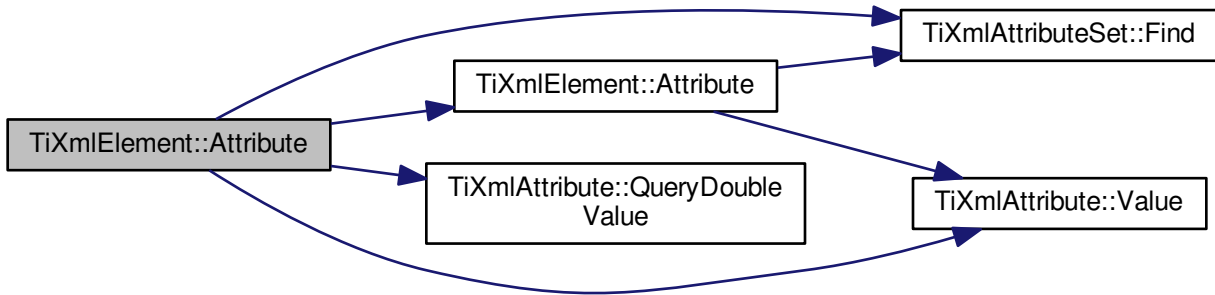 TiXmlElement::Attribute
TiXmlElement::Attribute
TiXmlAttribute::QueryDouble
Value
TiXmlAttributeSet::Find
TiXmlAttribute::Value